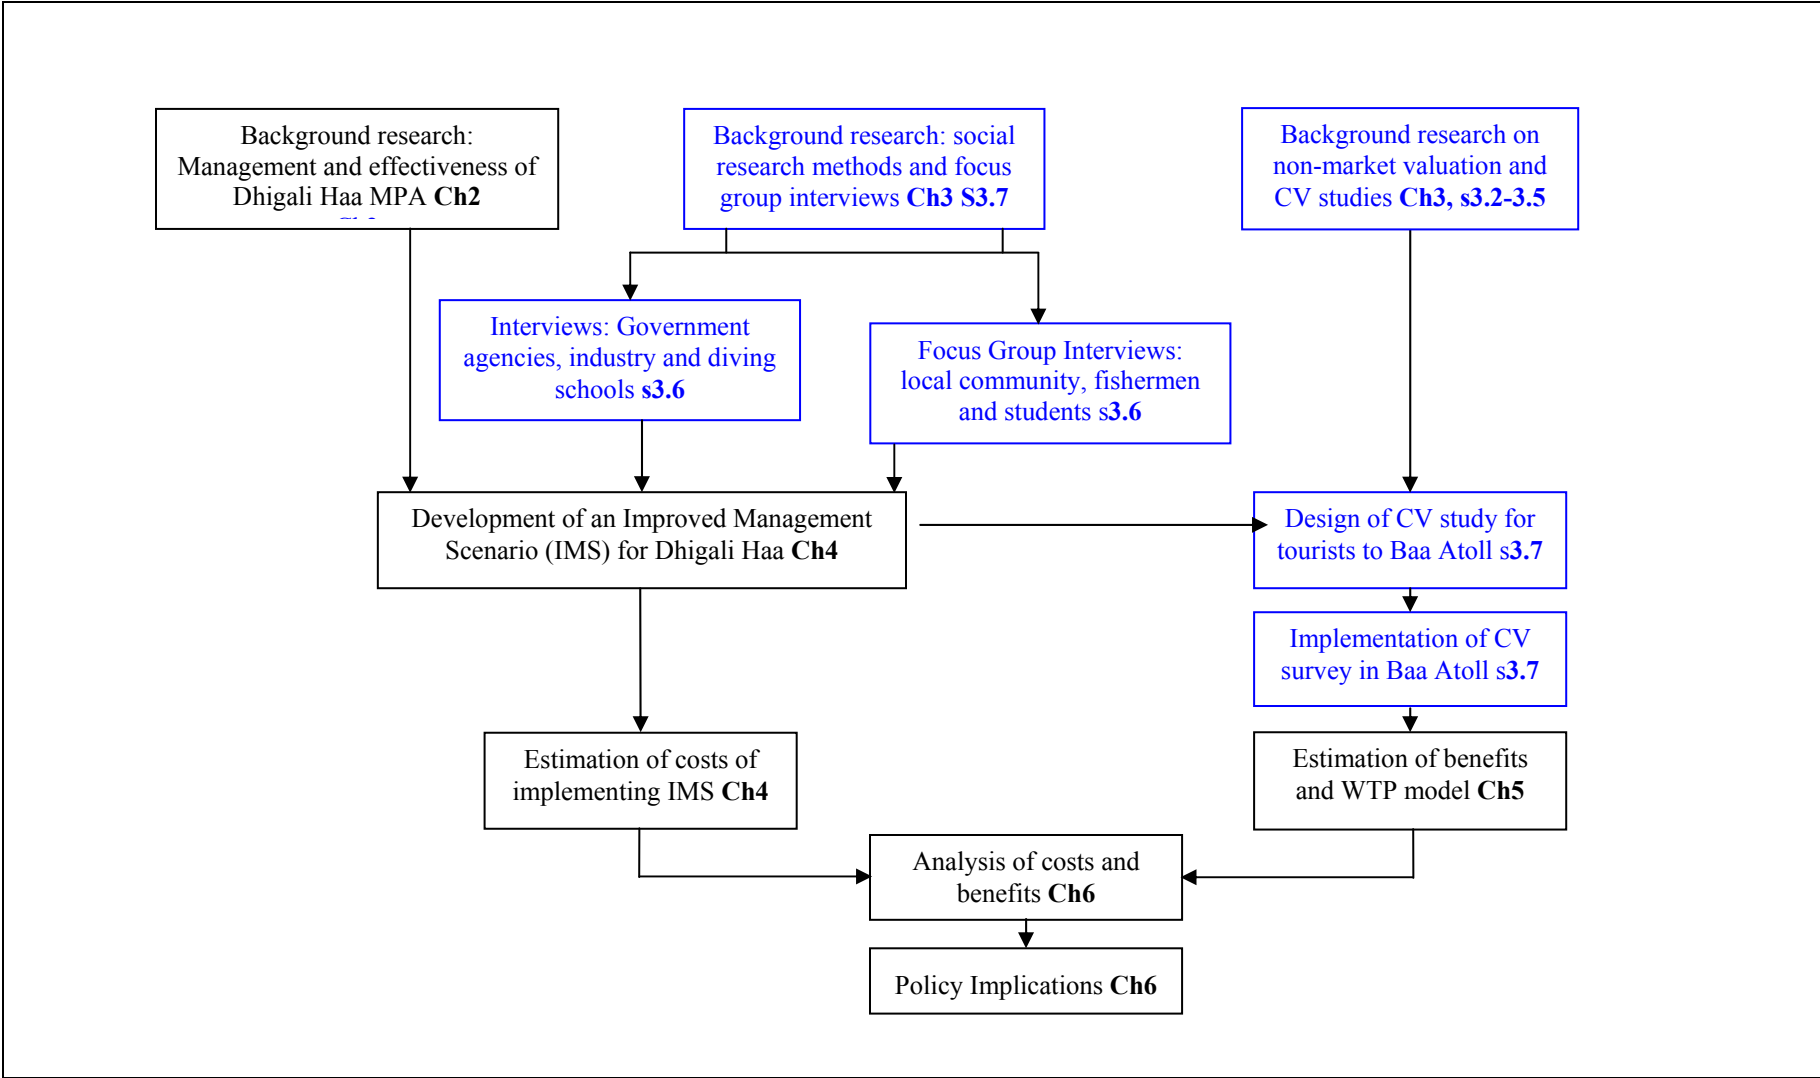 Background research:
Management and effectiveness of
Dhigali Haa MPA Ch2
Background research: social
research methods and focus
group interviews Ch3 S3.7
Background research on
non-market valuation and
CV studies Ch3, s3.2-3.5
Interviews: Government
agencies, industry and diving
schools s3.6
Focus Group Interviews:
local community, fishermen
and students s3.6
Development of an Improved Management
Scenario (IMS) for Dhigali Haa Ch4
Design of CV study for
tourists to Baa Atoll s3.7
Implementation of CV
survey in Baa Atoll s3.7
Estimation of costs of
implementing IMS Ch4
Estimation of benefits
and WTP model Ch5
Analysis of costs and
benefits Ch6
Policy Implications Ch6